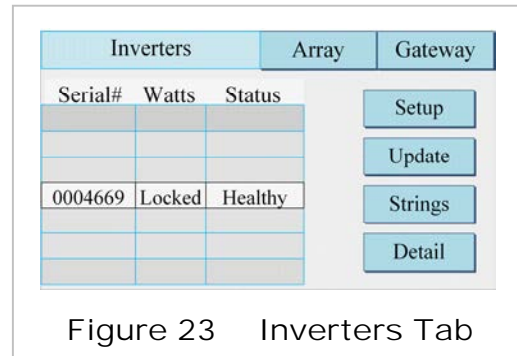 Inverters Array Gateway
Serial# Watts Status
Setup
Update
0004669 Locked Healthy
Strings
Detail
Figure 23 Inverters Tab